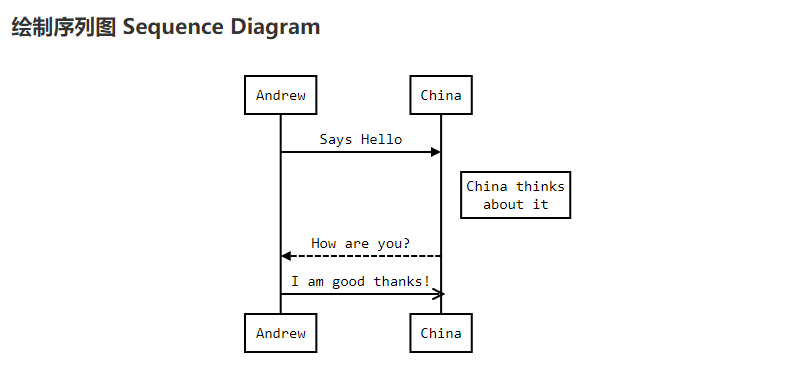 绘制序列图 Sequence Diagram
Andrew
China
Says Hello
China thinks
about it
How are you?
I am good thanks!
Andrew
China